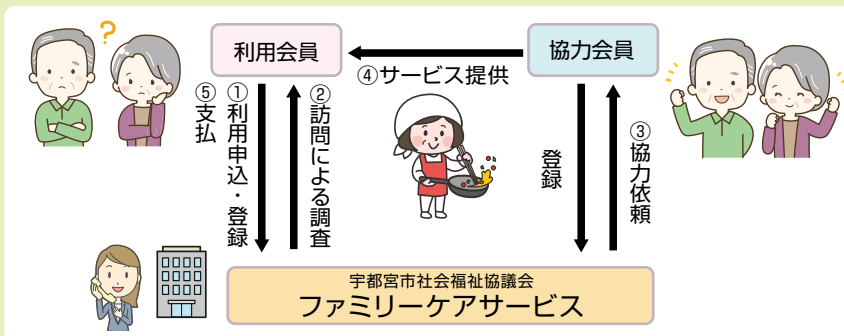 ?
利用会員
協力会員
④サービス提供
⑤支払
①利用申込・登録
②訪問による調査
登録
③協力依頼
宇都宮市社会福祉協議会
ファミリーケアサービス